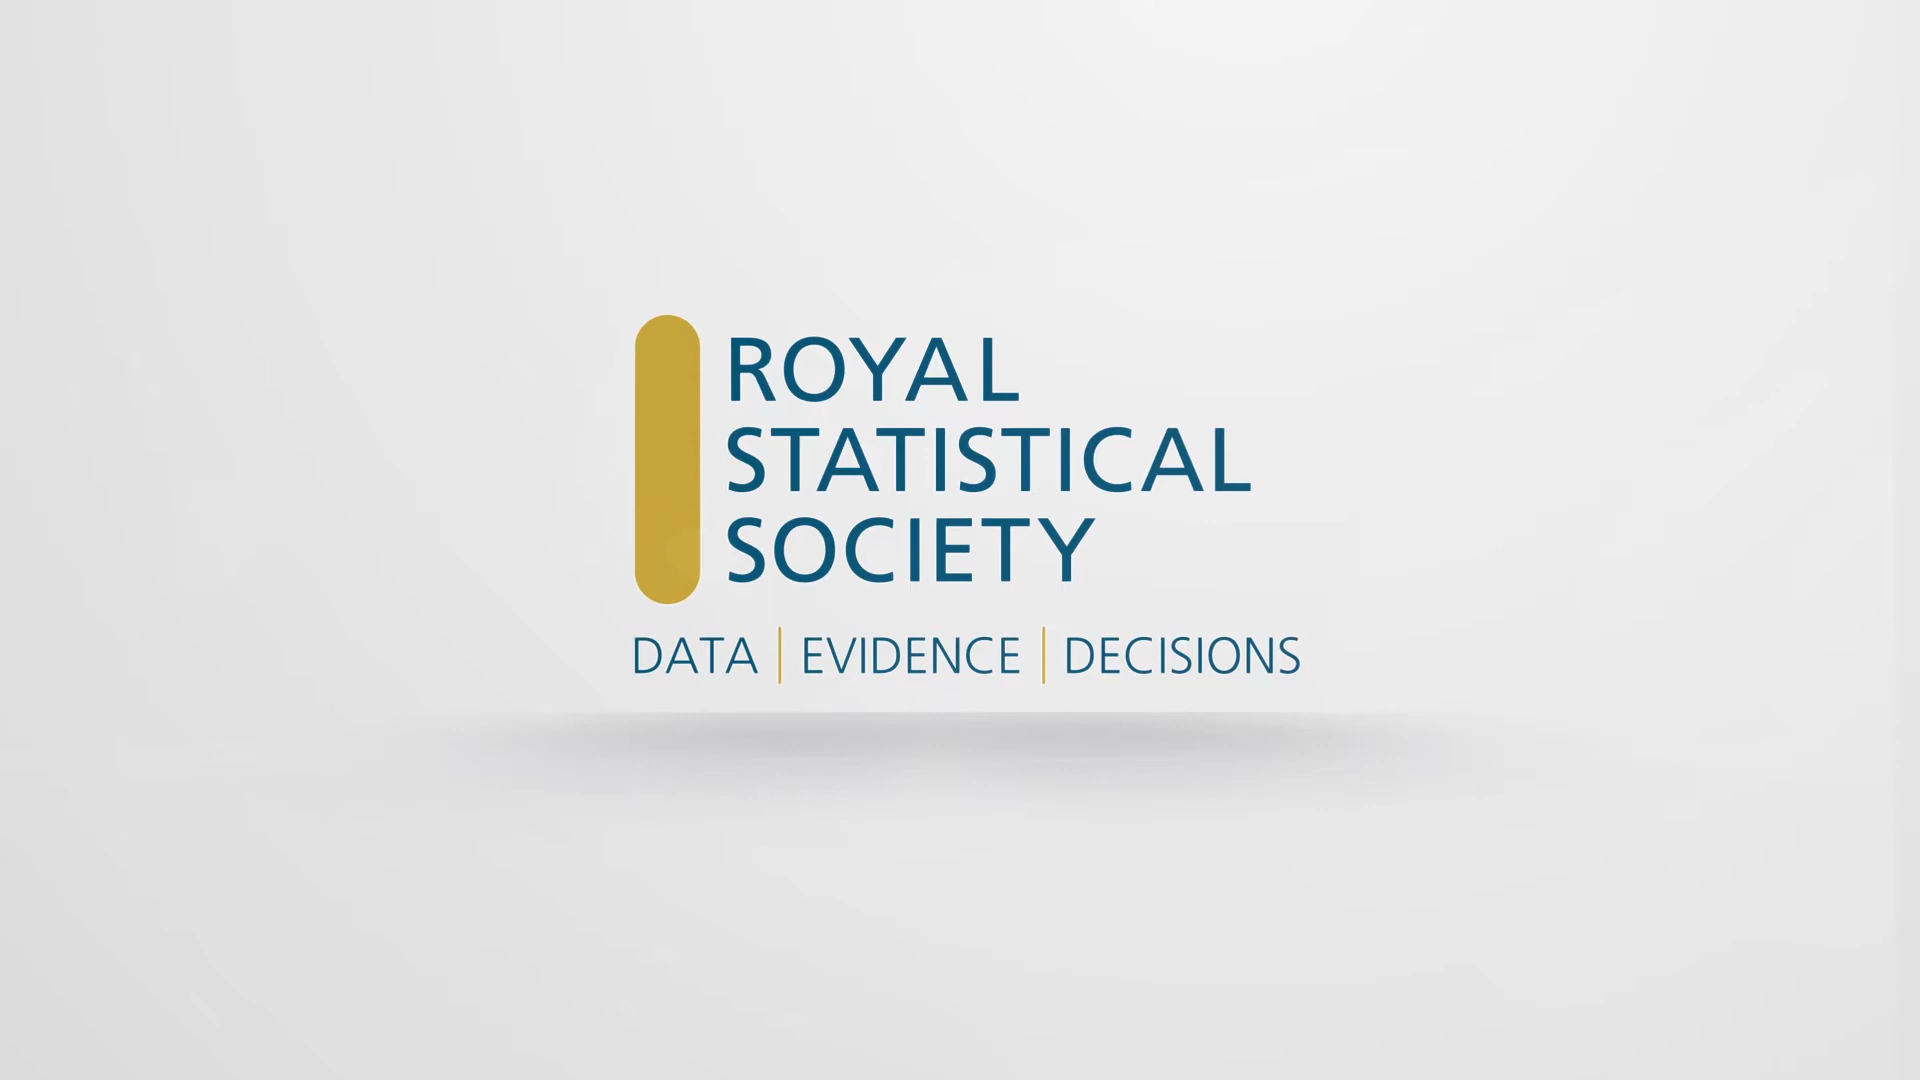 ROYAL
STATISTICAL
SOCIETY
DATA | EVIDENCE | DECISIONS